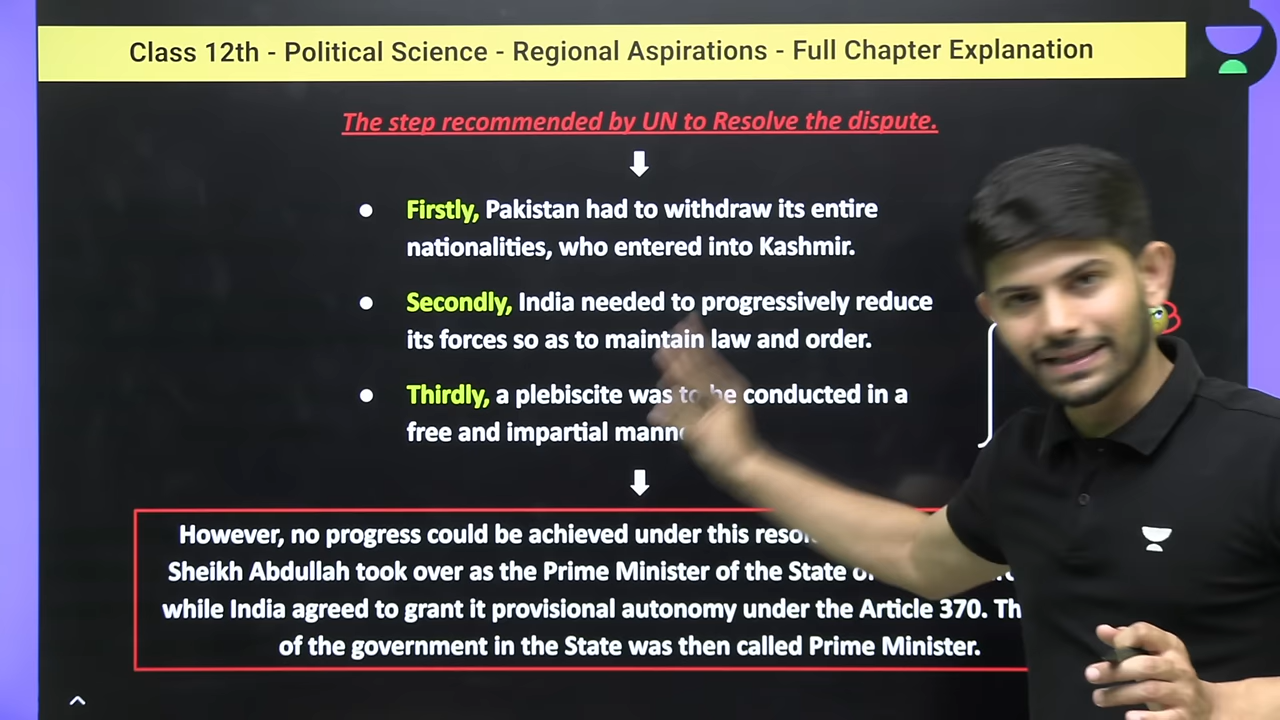 Class 12th - Political Science - Regional Aspirations - Full Chapter Explanation
The step recommended by UN to Resolve the dispute.
Firstly, Pakistan had to withdraw its entire
nationalities, who entered into Kashmir.
Secondly, India needed to progressively reduce
its forces so as to maintain law and order.
Thirdly, a plebiscite was to be conducted in a
free and impartial
However, no progress could be achieved under this
Sheikh Abdullah took over as the Prime Minister of the State
while India agreed to grant it provisional autonomy under the Article 370.
of the government in the State was then called Prime Minister.